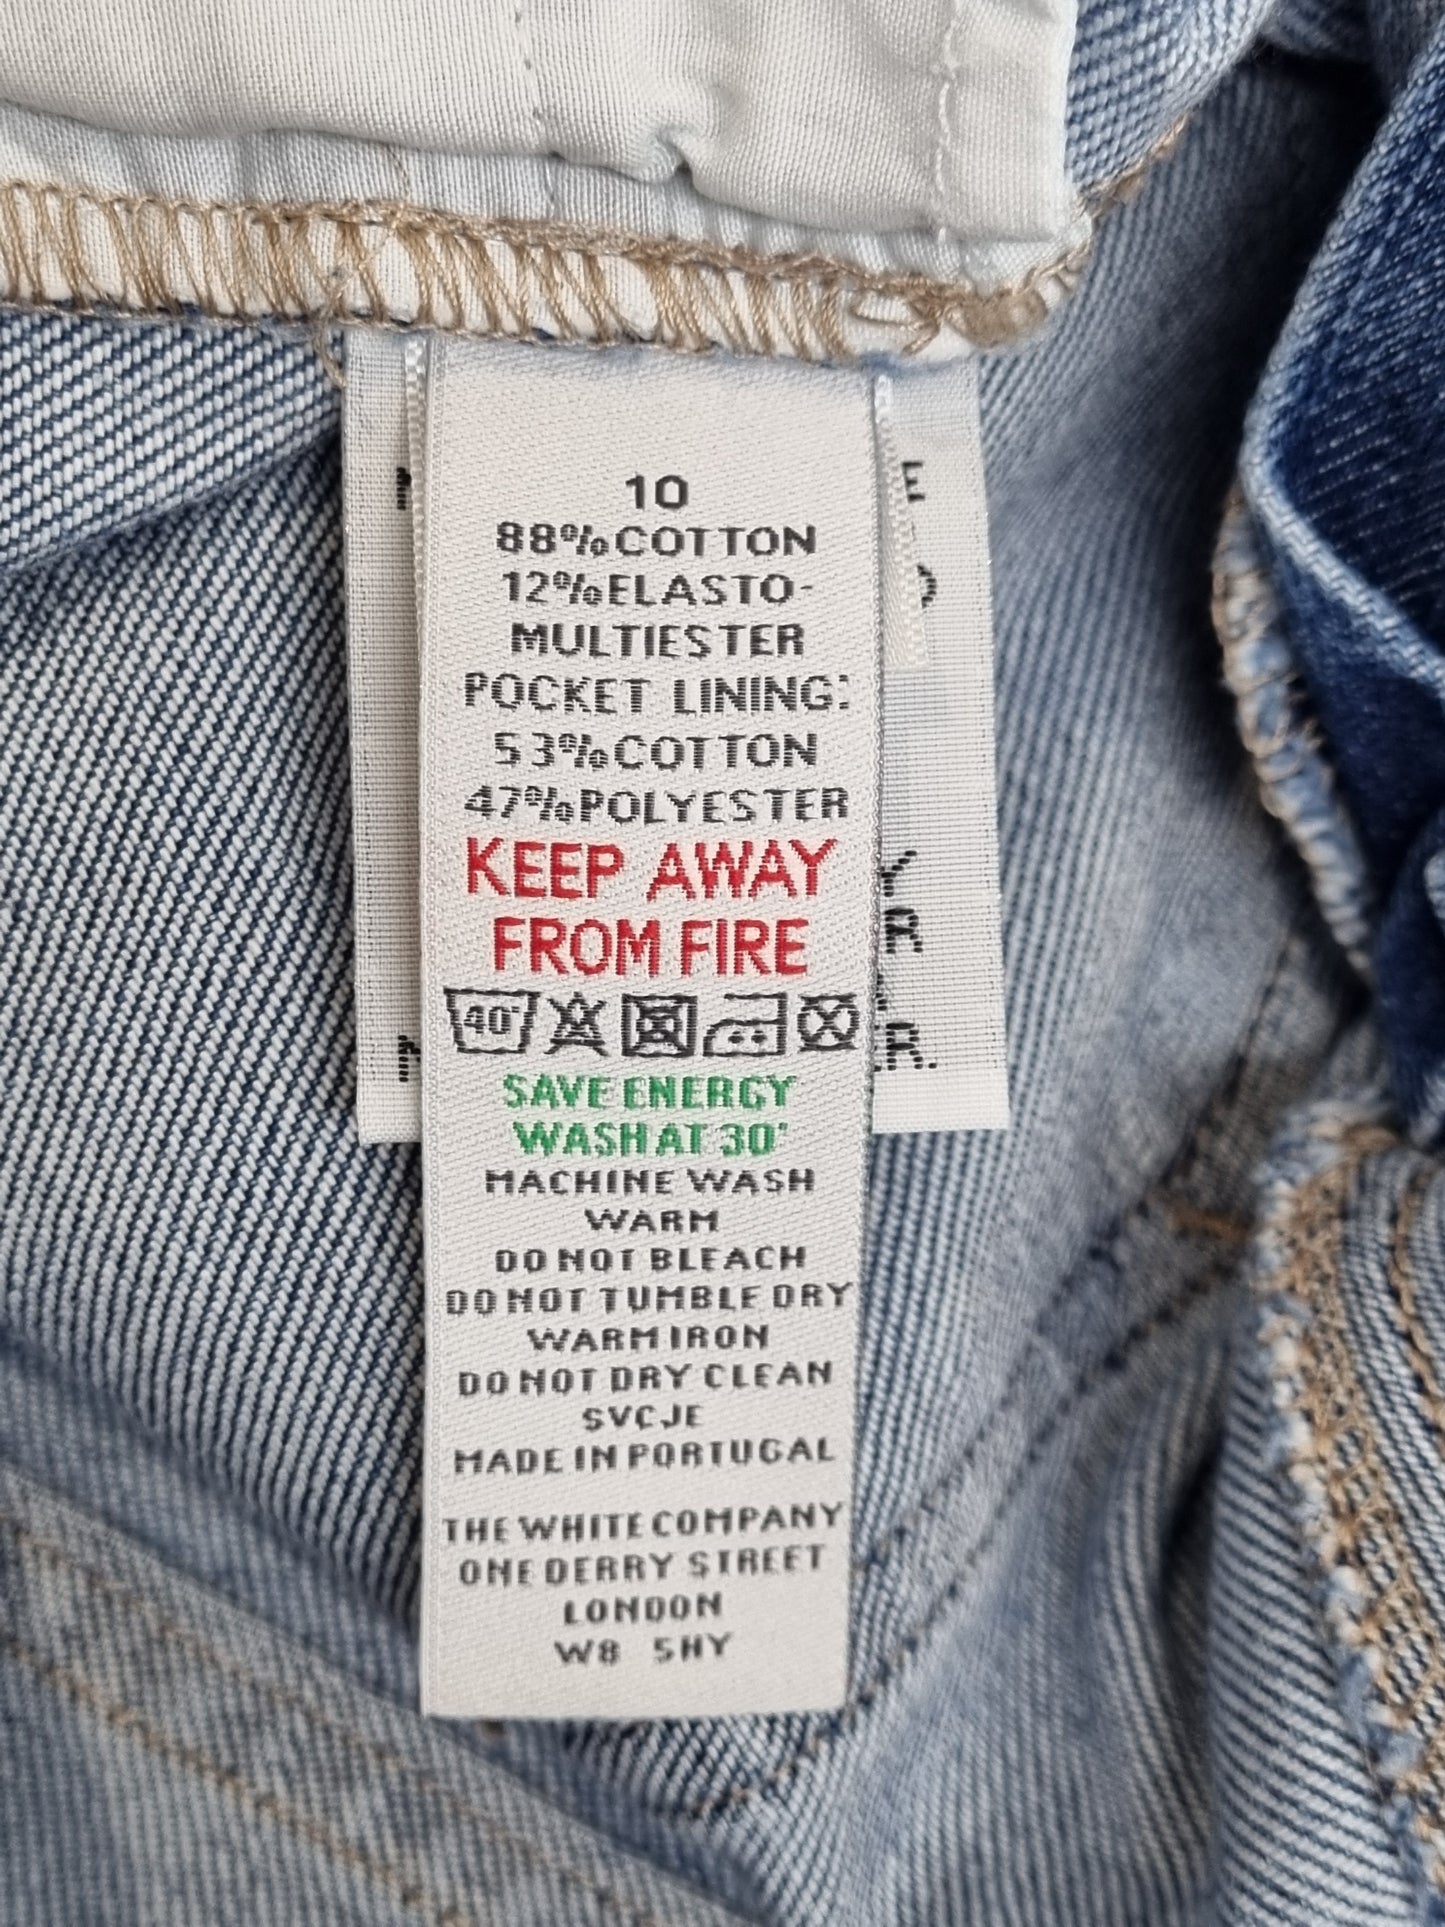 10
88% COTTON
12% ELASTO-
MULTIESTER
POCKET LINING:
53% COTTON
47% POLYESTER
KEEP AWAY
FROM FIRE
40°
SAVE ENERGY
WASH AT 30°
MACHINE WASH
WARM
DO NOT BLEACH
DO NOT TUMBLE DRY
WARM IRON
DO NOT DRY CLEAN
SVCJE
MADE IN PORTUGAL
THE WHITE COMPANY
ONE DERRY STREET
LONDON
W8 5HY